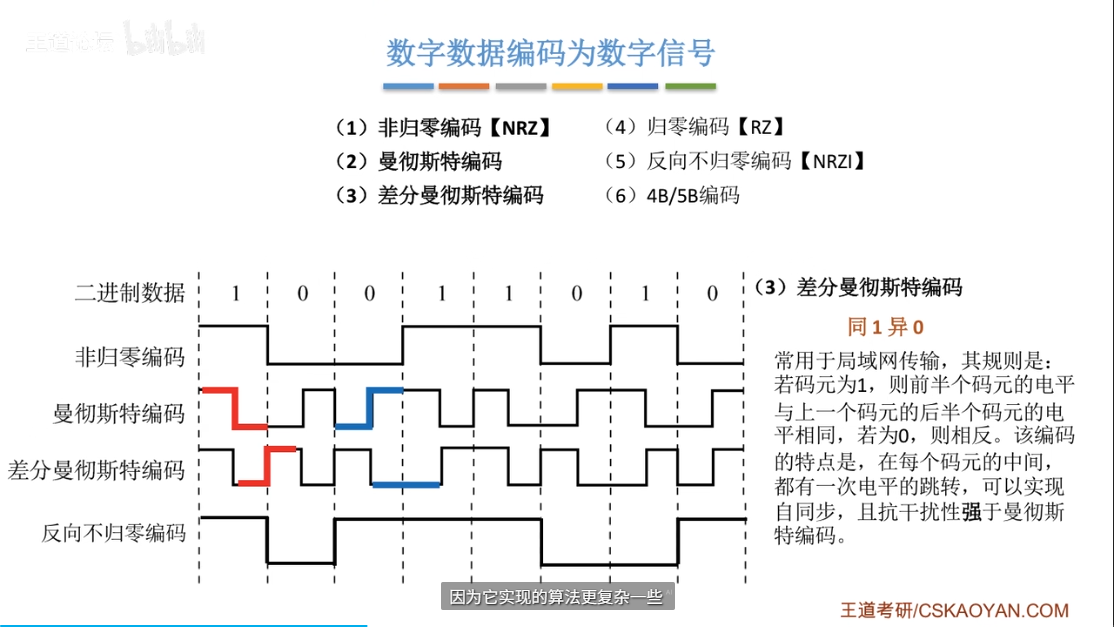 王道论坛 bilibili
数字数据编码为数字信号
（1）非归零编码【NRZ】
（2）曼彻斯特编码
（3）差分曼彻斯特编码
（4）归零编码【RZ】
（5）反向不归零编码【NRZI】
（6）4B/5B编码
二进制数据 1 0 0 1 1 0 1 0
非归零编码
曼彻斯特编码
差分曼彻斯特编码
反向不归零编码
（3）差分曼彻斯特编码
同1异0
常用于局域网传输，其规则是：
若码元为1，则前半个码元的电平
与上一个码元的后半个码元的电
平相同，若为0，则相反。该编码
的特点是，在每个码元的中间，
都有一次电平的跳转，可以实现
自同步，且抗干扰性强于曼彻斯
特编码。
因为它实现的算法更复杂一些
王道考研/CSKAOYAN.COM